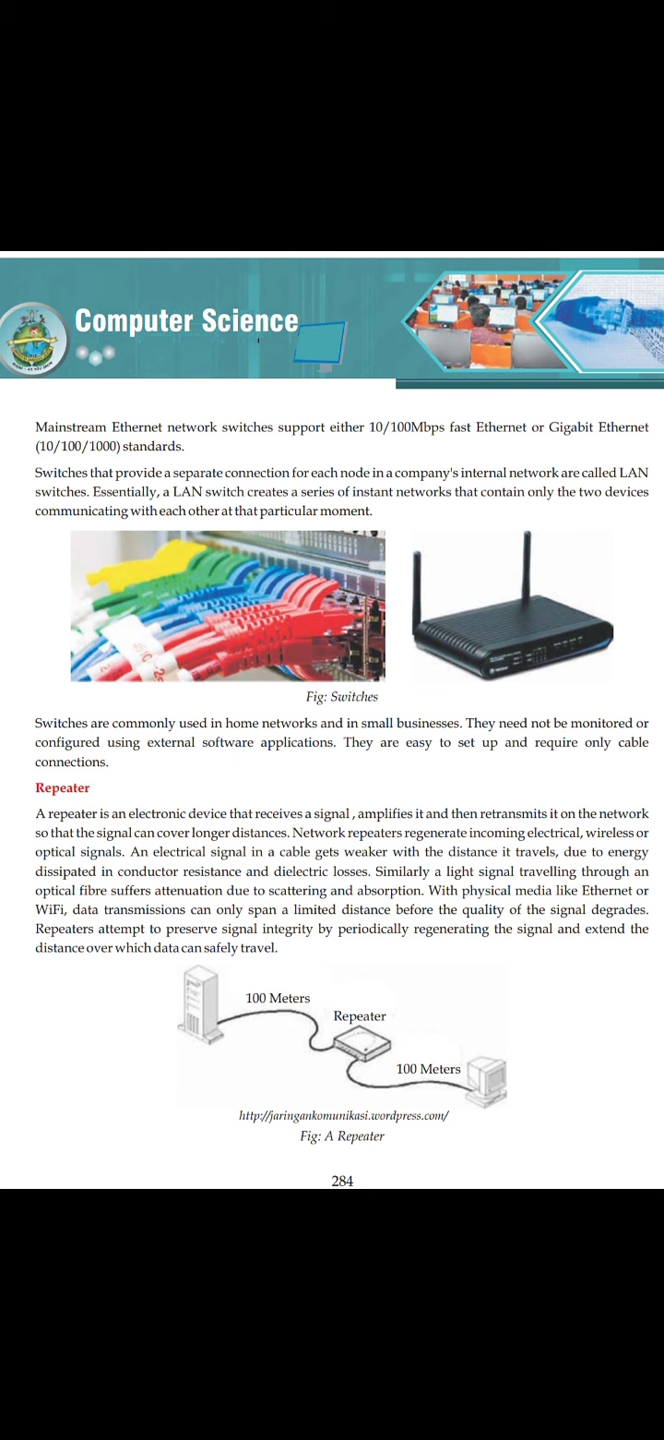 Computer Science
Mainstream Ethernet network switches support either 10/100Mbps fast Ethernet or Gigabit Ethernet
(10/100/1000) standards.
Switches that provide a separate connection for each node in a company's internal network are called LAN
switches. Essentially, a LAN switch creates a series of instant networks that contain only the two devices
communicating with each other at that particular moment.
Fig: Switches
Switches are commonly used in home networks and in small businesses. They need not be monitored or
configured using external software applications. They are easy to set up and require only cable
connections.
Repeater
A repeater is an electronic device that receives a signal , amplifies it and then retransmits it on the network
so that the signal can cover longer distances. Network repeaters regenerate incoming electrical, wireless or
optical signals. An electrical signal in a cable gets weaker with the distance it travels, due to energy
dissipated in conductor resistance and dielectric losses. Similarly a light signal travelling through an
optical fibre suffers attenuation due to scattering and absorption. With physical media like Ethernet or
WiFi, data transmissions can only span a limited distance before the quality of the signal degrades.
Repeaters attempt to preserve signal integrity by periodically regenerating the signal and extend the
distance over which data can safely travel.
100 Meters
Repeater
100 Meters
http://jaringankomunikasi.wordpress.com/
Fig: A Repeater
284